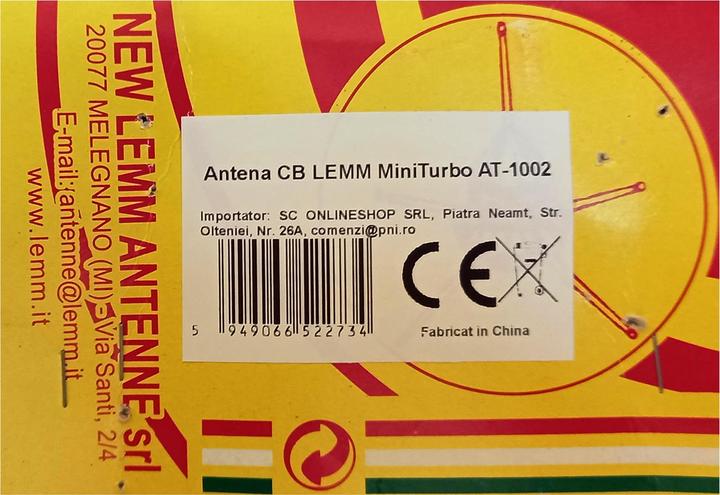 NEW LEMM ANTENNE srl
20077 MELEGNANO (MI) - Via Santi, 2/4
E-mail: antenne@lemm.it
www.lemm.it
Antena CB LEMM MiniTurbo AT-1002
Importator: SC ONLINESHOP SRL, Piatra Neamt, Str.
Olteniei, Nr. 26A, comenzi@pni.ro
CE
5 949066 522734
Fabricat in China